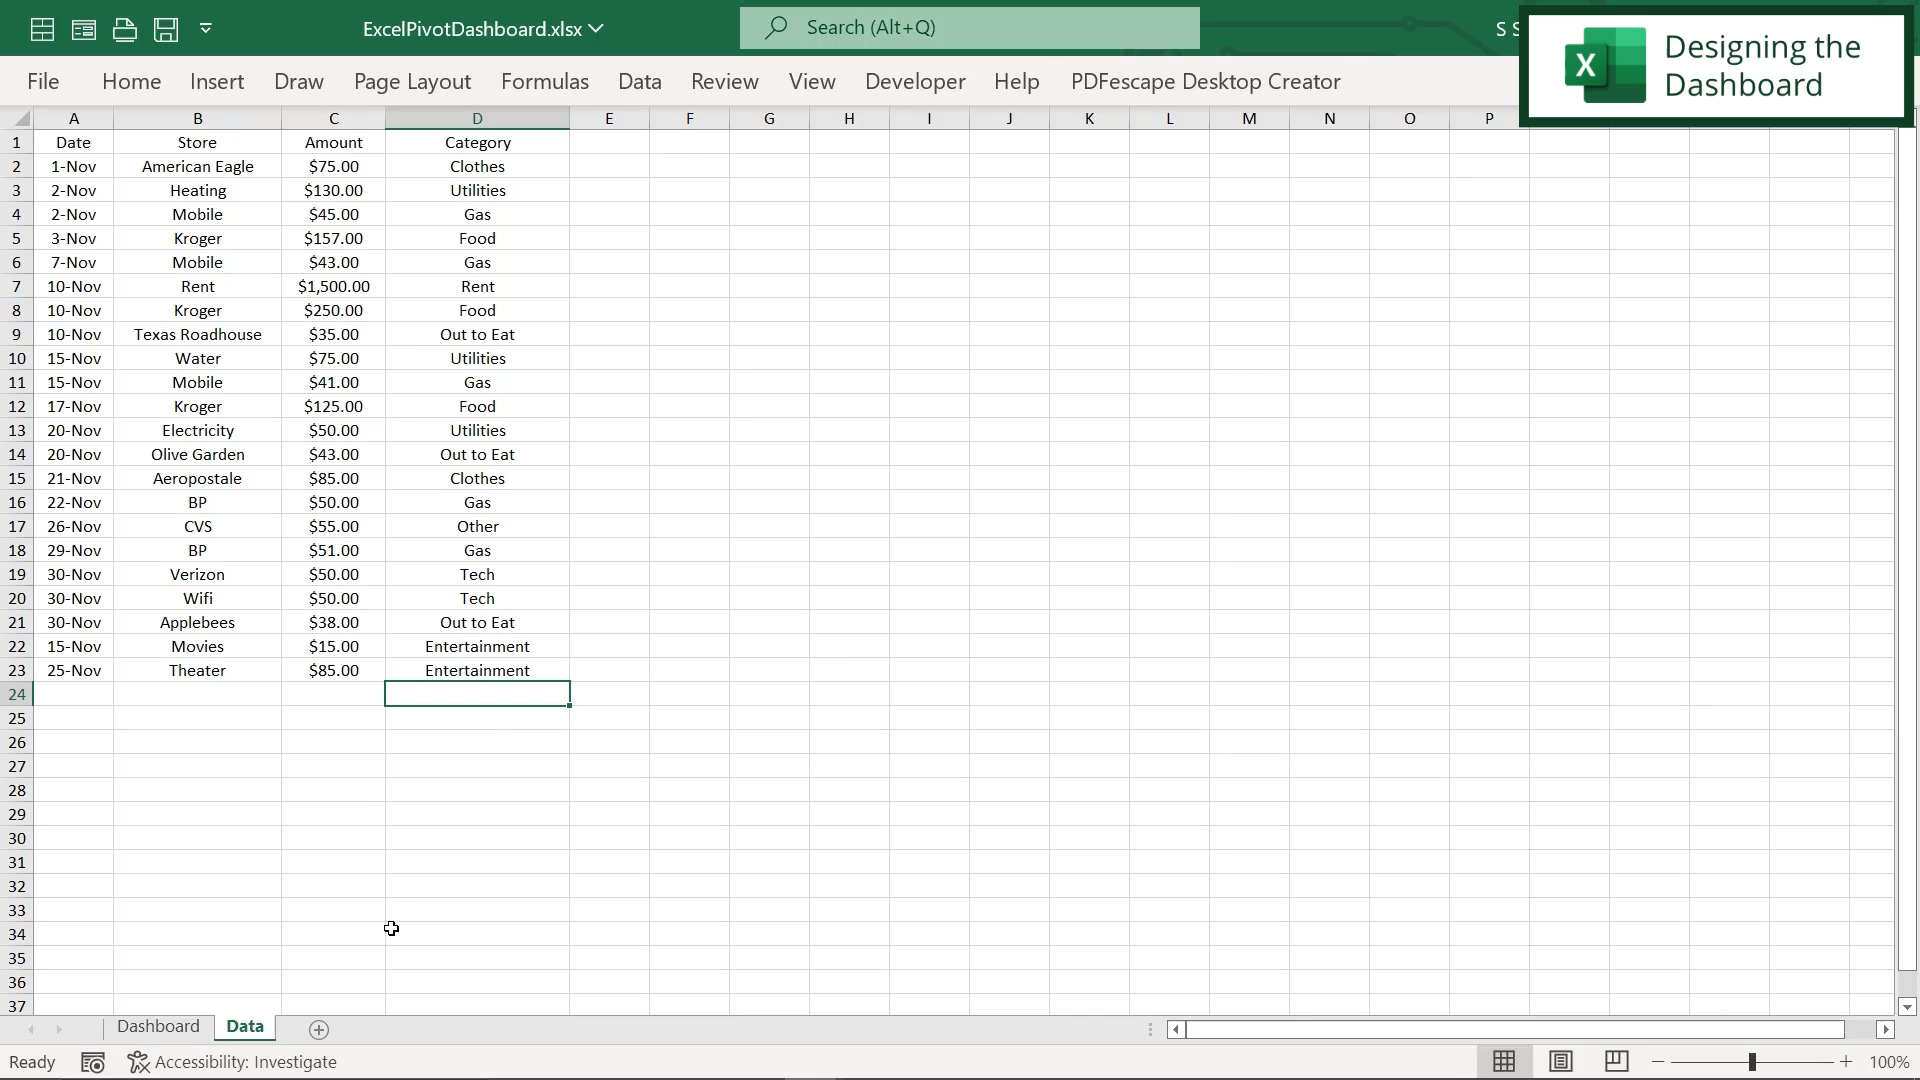 ExcelPivotDashboard.xlsx
Search (Alt+Q)
S S
X
Designing the
Dashboard
File Home Insert Draw Page Layout Formulas Data Review View Developer Help PDFescape Desktop Creator
A B C D E F G H I J K L M N O P
1 Date Store Amount Category
2 1-Nov American Eagle $75.00 Clothes
3 2-Nov Heating $130.00 Utilities
4 2-Nov Mobile $45.00 Gas
5 3-Nov Kroger $157.00 Food
6 7-Nov Mobile $43.00 Gas
7 10-Nov Rent $1,500.00 Rent
8 10-Nov Kroger $250.00 Food
9 10-Nov Texas Roadhouse $35.00 Out to Eat
10 15-Nov Water $75.00 Utilities
11 15-Nov Mobile $41.00 Gas
12 17-Nov Kroger $125.00 Food
13 20-Nov Electricity $50.00 Utilities
14 20-Nov Olive Garden $43.00 Out to Eat
15 21-Nov Aeropostale $85.00 Clothes
16 22-Nov BP $50.00 Gas
17 26-Nov CVS $55.00 Other
18 29-Nov BP $51.00 Gas
19 30-Nov Verizon $50.00 Tech
20 30-Nov Wifi $50.00 Tech
21 30-Nov Applebees $38.00 Out to Eat
22 15-Nov Movies $15.00 Entertainment
23 25-Nov Theater $85.00 Entertainment
24
25
26
27
28
29
30
31
32
33
34
35
36
37
Dashboard Data
Ready Accessibility: Investigate 100%